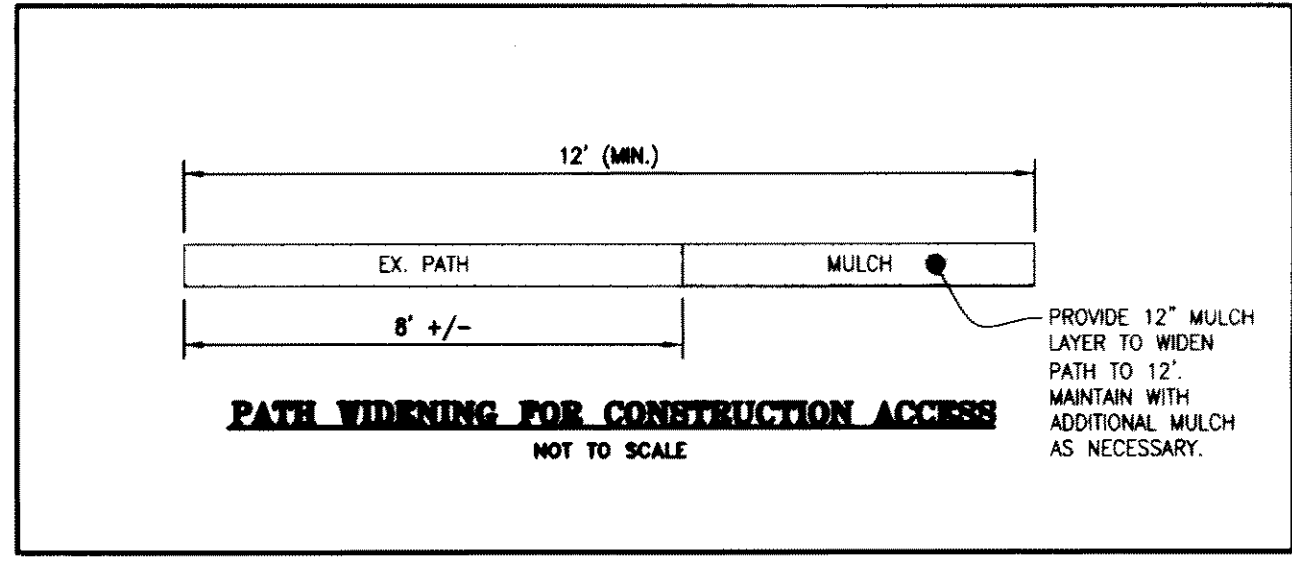 12' (MIN.)
EX. PATH
MULCH
8' +/-
PROVIDE 12" MULCH
LAYER TO WIDEN
PATH TO 12'.
MAINTAIN WITH
ADDITIONAL MULCH
AS NECESSARY.
PATH WIDENING FOR CONSTRUCTION ACCESS
NOT TO SCALE